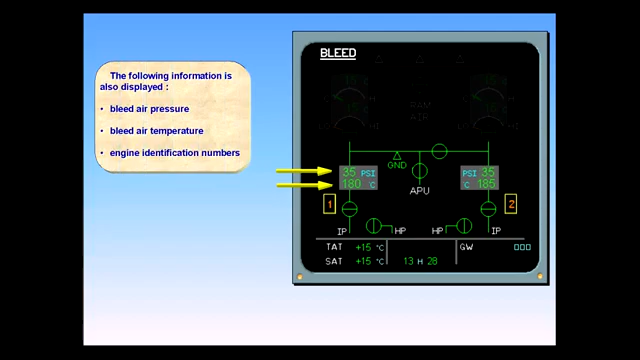 The following information is
also displayed :
• bleed air pressure
• bleed air temperature
• engine identification numbers
BLEED
RAM
AIR
GND
35 PSI
180 °C
PSI 35
°C 185
APU
1
2
IP
HP
HP
IP
TAT +15 °C
GW
SAT +15 °C
13 H 28